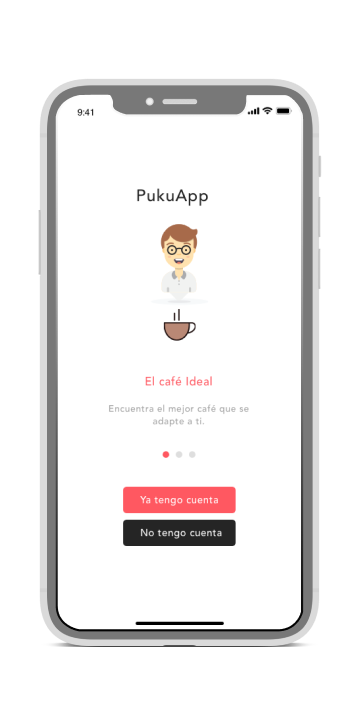 9:41
PukuApp
El café Ideal
Encuentra el mejor café que se
adapte a ti.
Ya tengo cuenta
No tengo cuenta